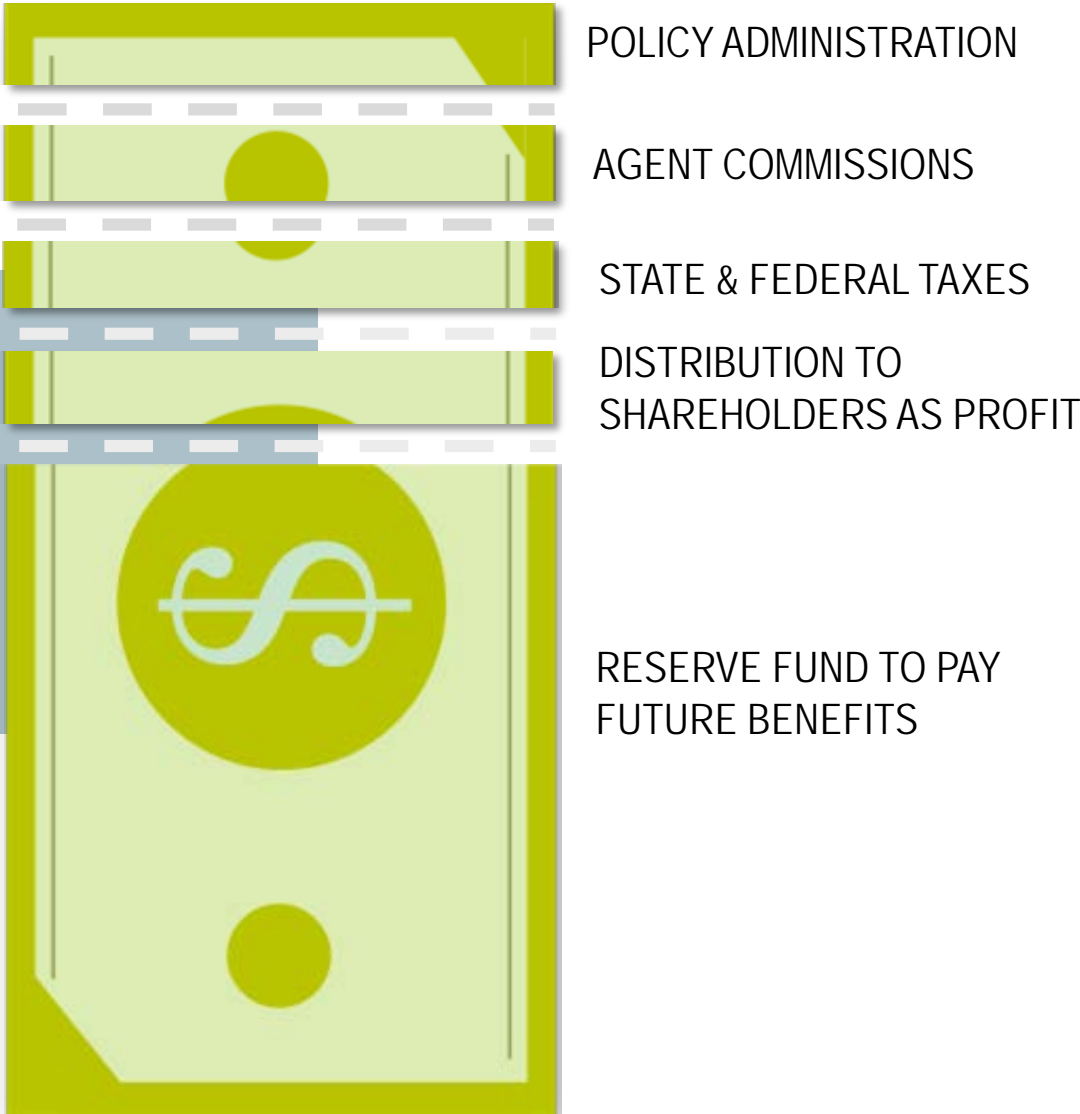 POLICY ADMINISTRATION
AGENT COMMISSIONS
STATE & FEDERAL TAXES
DISTRIBUTION TO
SHAREHOLDERS AS PROFIT
$
RESERVE FUND TO PAY
FUTURE BENEFITS